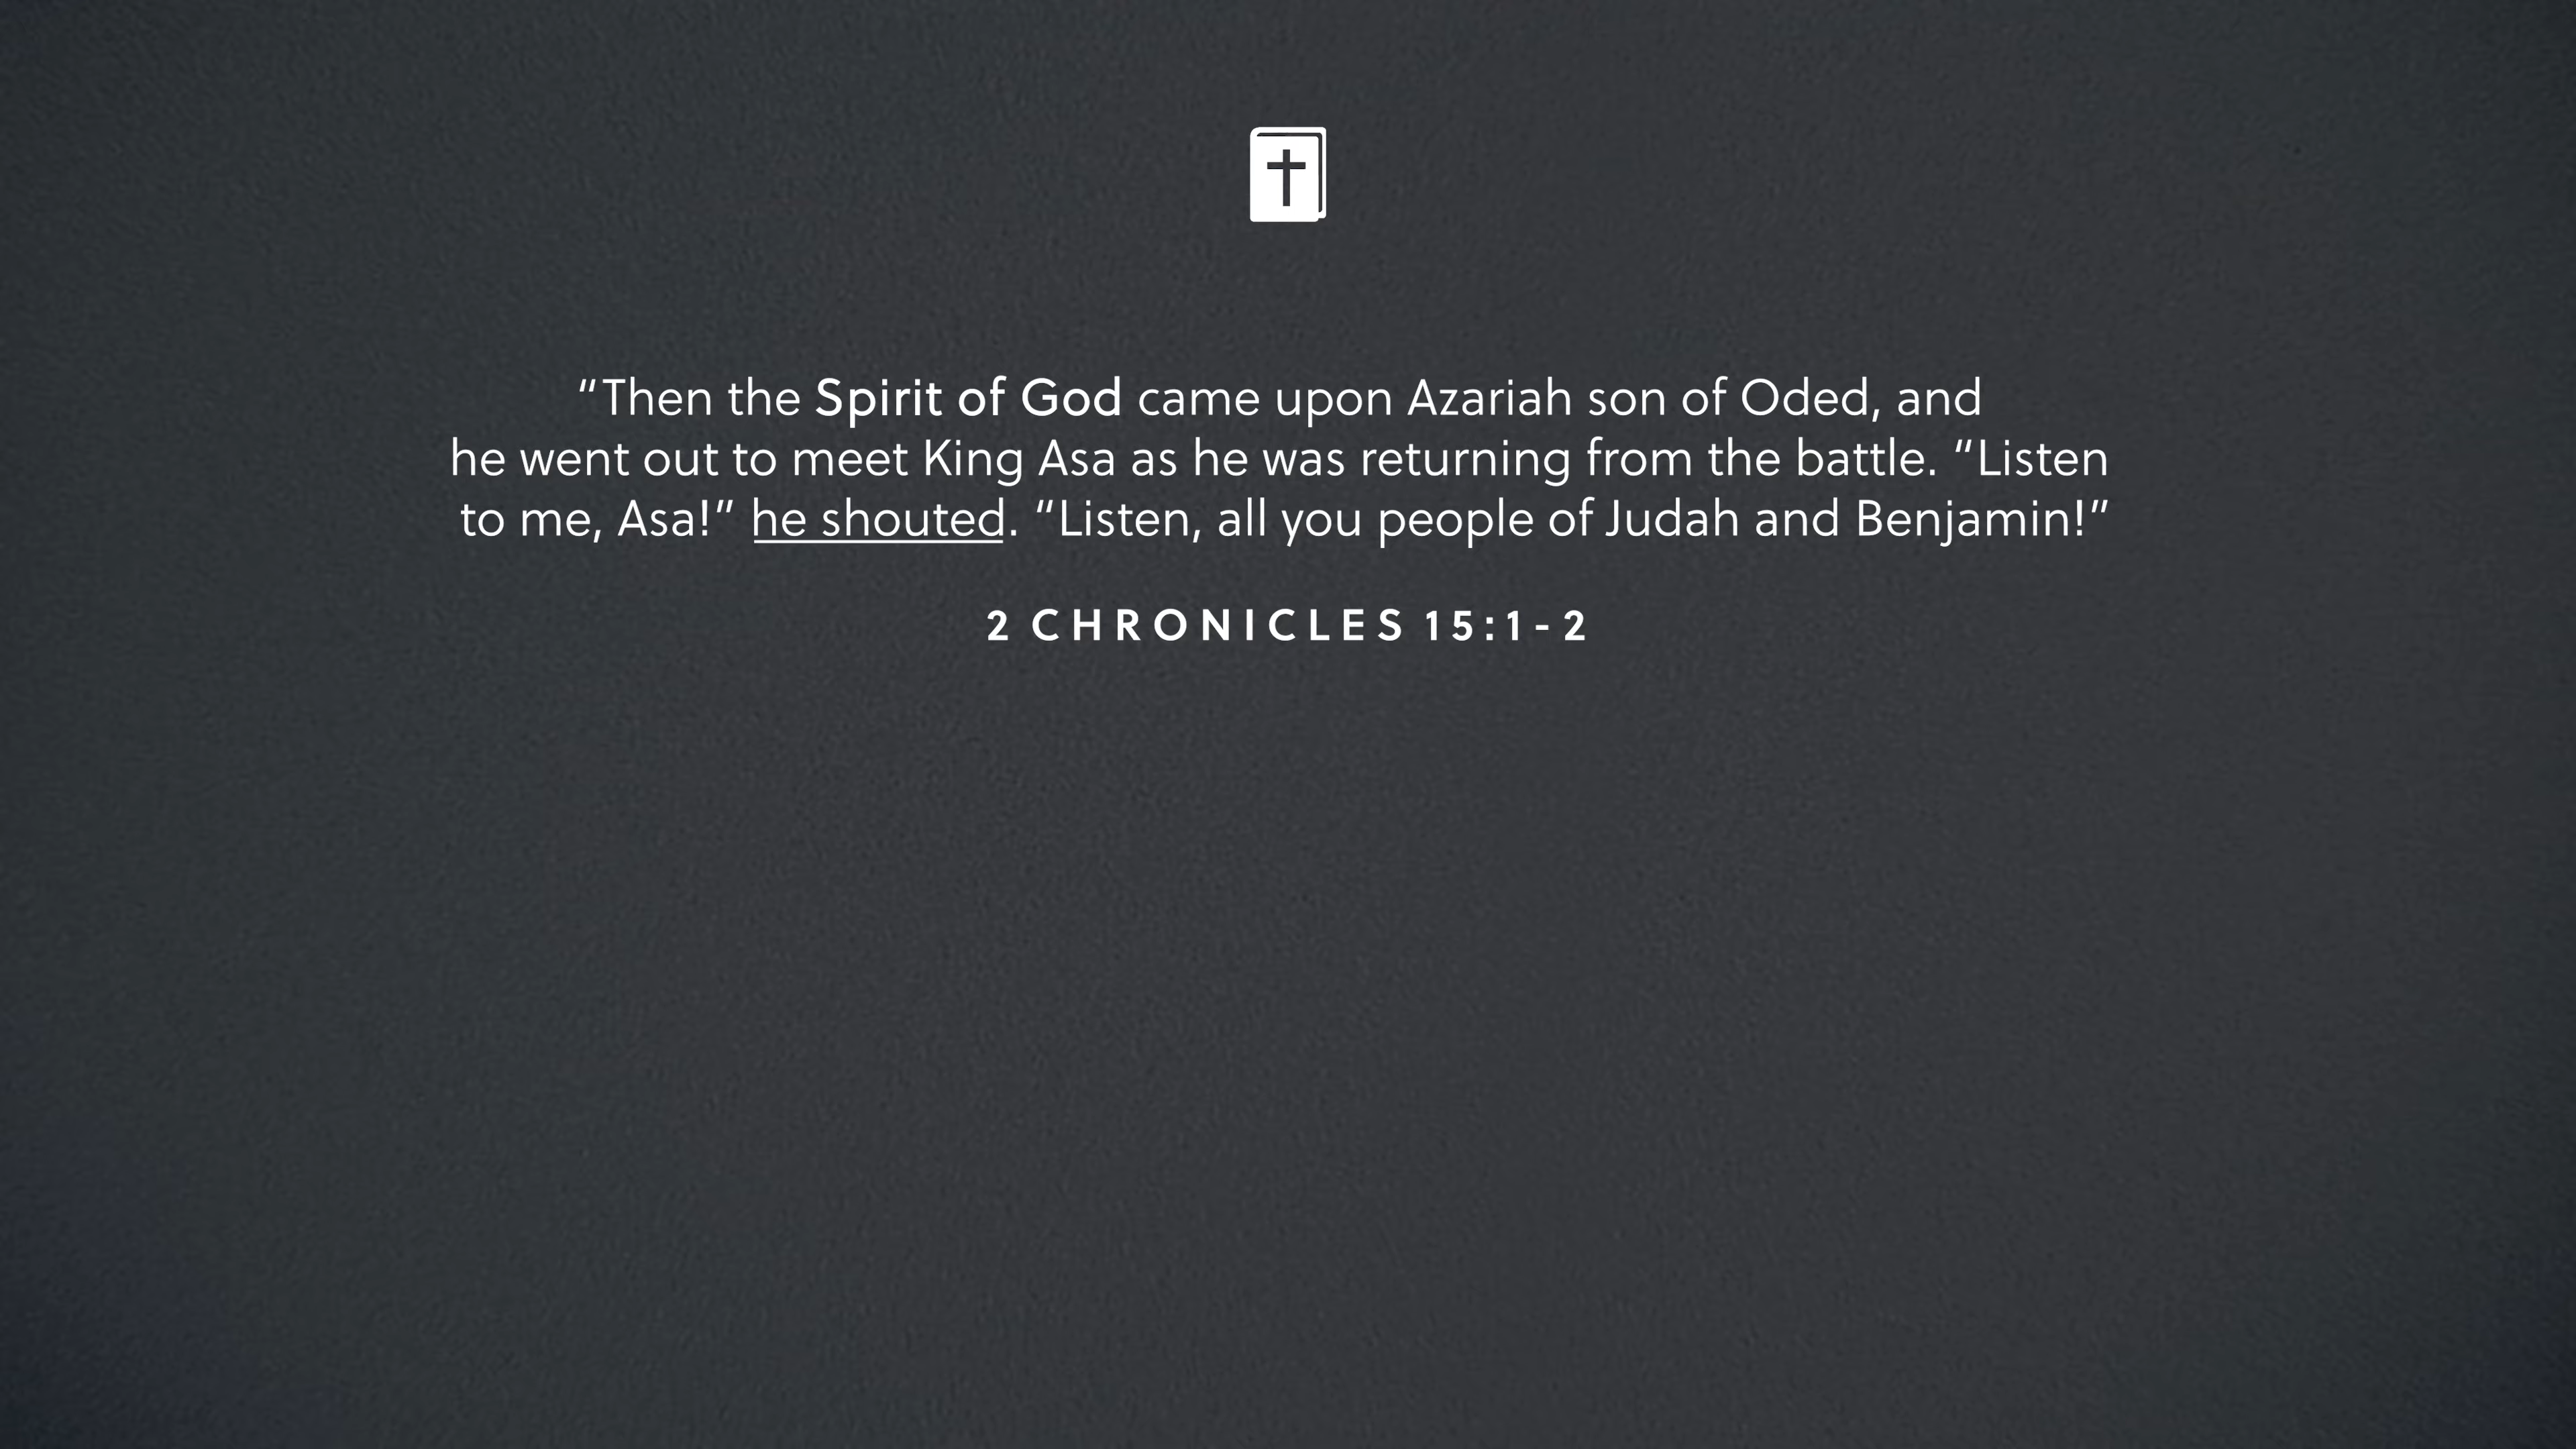 “Then the Spirit of God came upon Azariah son of Oded, and
he went out to meet King Asa as he was returning from the battle. “Listen
to me, Asa!” he shouted. “Listen, all you people of Judah and Benjamin!”
2 CHRONICLES 15:1-2